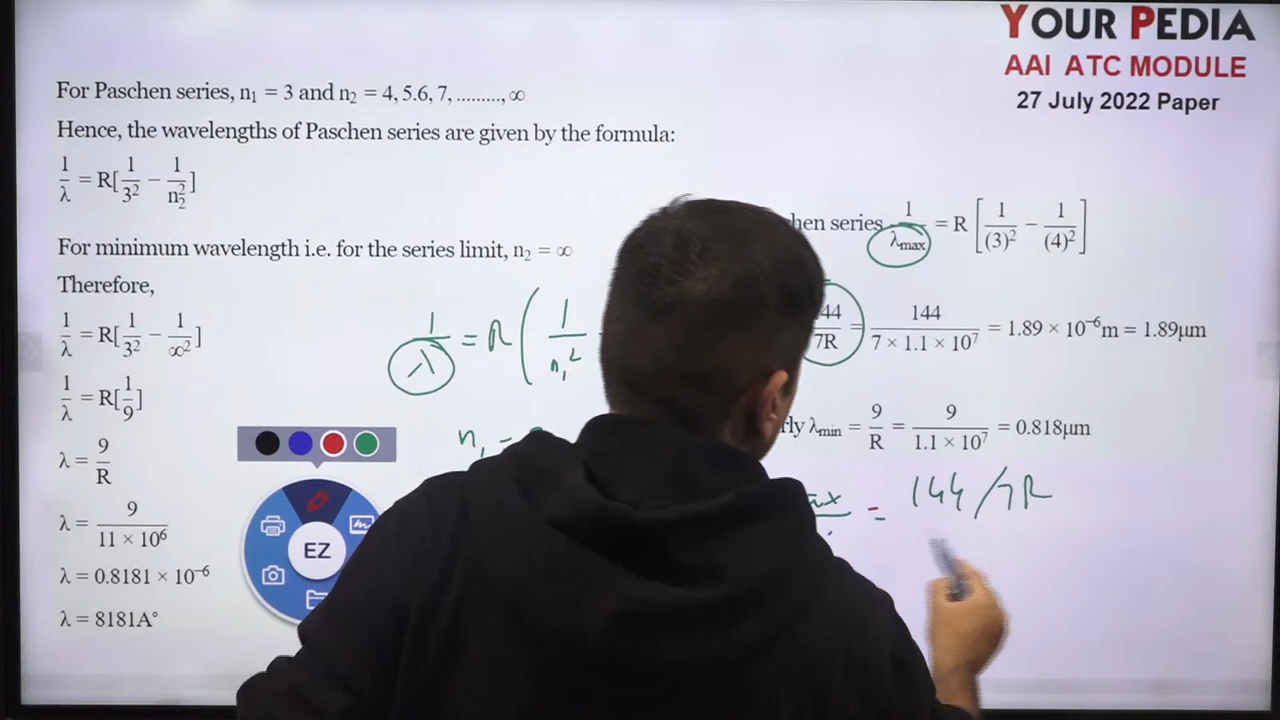 YOUR PEDIA
AAI ATC MODULE
27 July 2022 Paper
For Paschen series, n₁ = 3 and n₂ = 4, 5.6, 7, ........., ∞
Hence, the wavelengths of Paschen series are given by the formula:
1/λ = R[1/3² − 1/n₂²]
For minimum wavelength i.e. for the series limit, n₂ = ∞
Therefore,
1/λ = R[1/3² − 1/∞²]
1/λ = R[1/9]
λ = 9/R
λ = 9/(11 × 10⁶)
λ = 0.8181 × 10⁻⁶
λ = 8181A°
1/λ = R(1/n₁²
n₁ =
EZ
series 1/λmax = R[1/(3)² − 1/(4)²]
44/7R = 144/(7 × 1.1 × 10⁷) = 1.89 × 10⁻⁶m = 1.89μm
λmin = 9/R = 9/(1.1 × 10⁷) = 0.818μm
= 144/7R